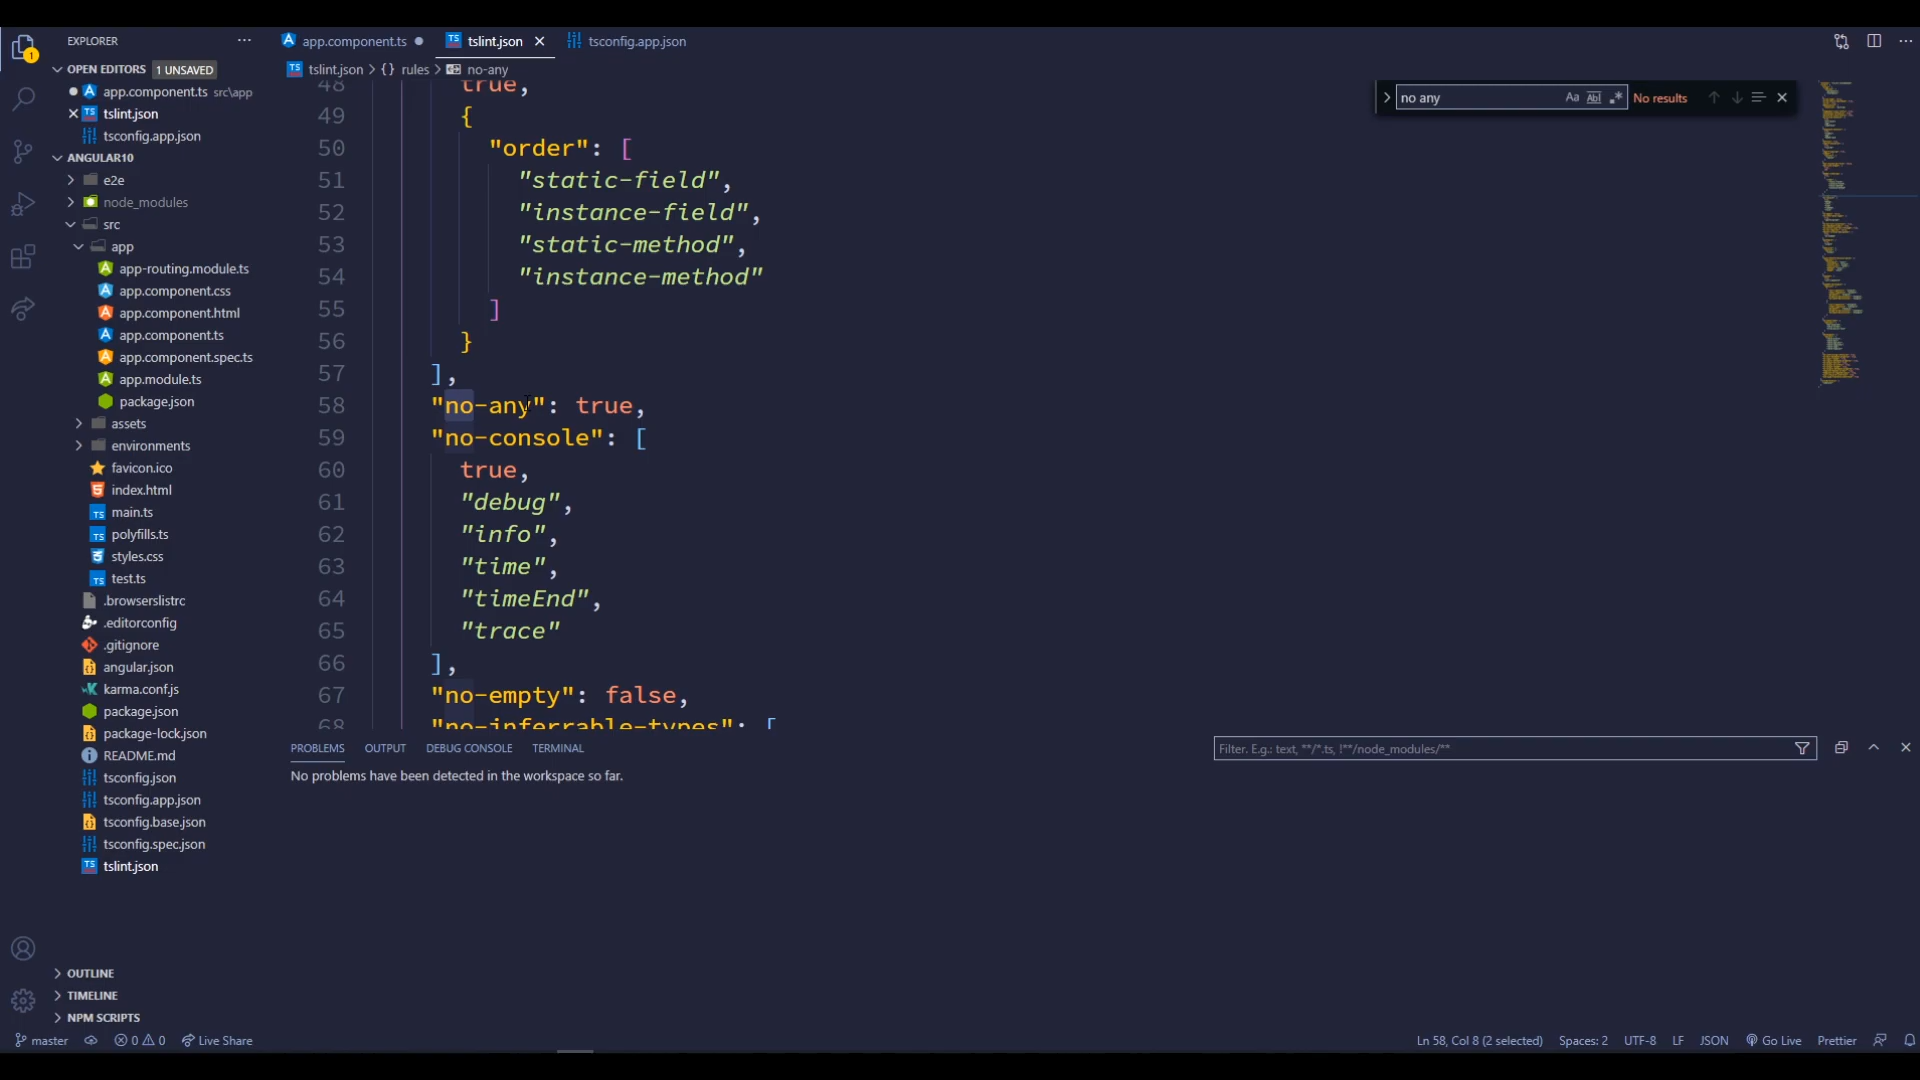 EXPLORER
app.component.ts
tslint.json
tsconfig.app.json
OPEN EDITORS 1 UNSAVED
app.component.ts src\app
tslint.json
tsconfig.app.json
ANGULAR10
e2e
node_modules
src
app
app-routing.module.ts
app.component.css
app.component.html
app.component.ts
app.component.spec.ts
app.module.ts
package.json
assets
environments
favicon.ico
index.html
main.ts
polyfills.ts
styles.css
test.ts
.browserslistrc
.editorconfig
.gitignore
angular.json
karma.conf.js
package.json
package-lock.json
README.md
tsconfig.json
tsconfig.app.json
tsconfig.base.json
tsconfig.spec.json
tslint.json
OUTLINE
TIMELINE
NPM SCRIPTS
tslint.json > {} rules > no-any
no any Aa Abl .* No results
48 true,
49 {
50 "order": [
51 "static-field",
52 "instance-field",
53 "static-method",
54 "instance-method"
55 ]
56 }
57 ],
58 "no-any": true,
59 "no-console": [
60 true,
61 "debug",
62 "info",
63 "time",
64 "timeEnd",
65 "trace"
66 ],
67 "no-empty": false,
68 "no-inferrable-types": [
PROBLEMS OUTPUT DEBUG CONSOLE TERMINAL
Filter. E.g.: text, **/*.ts, !**/node_modules/**
No problems have been detected in the workspace so far.
master 0 0 Live Share
Ln 58, Col 8 (2 selected) Spaces: 2 UTF-8 LF JSON Go Live Prettier